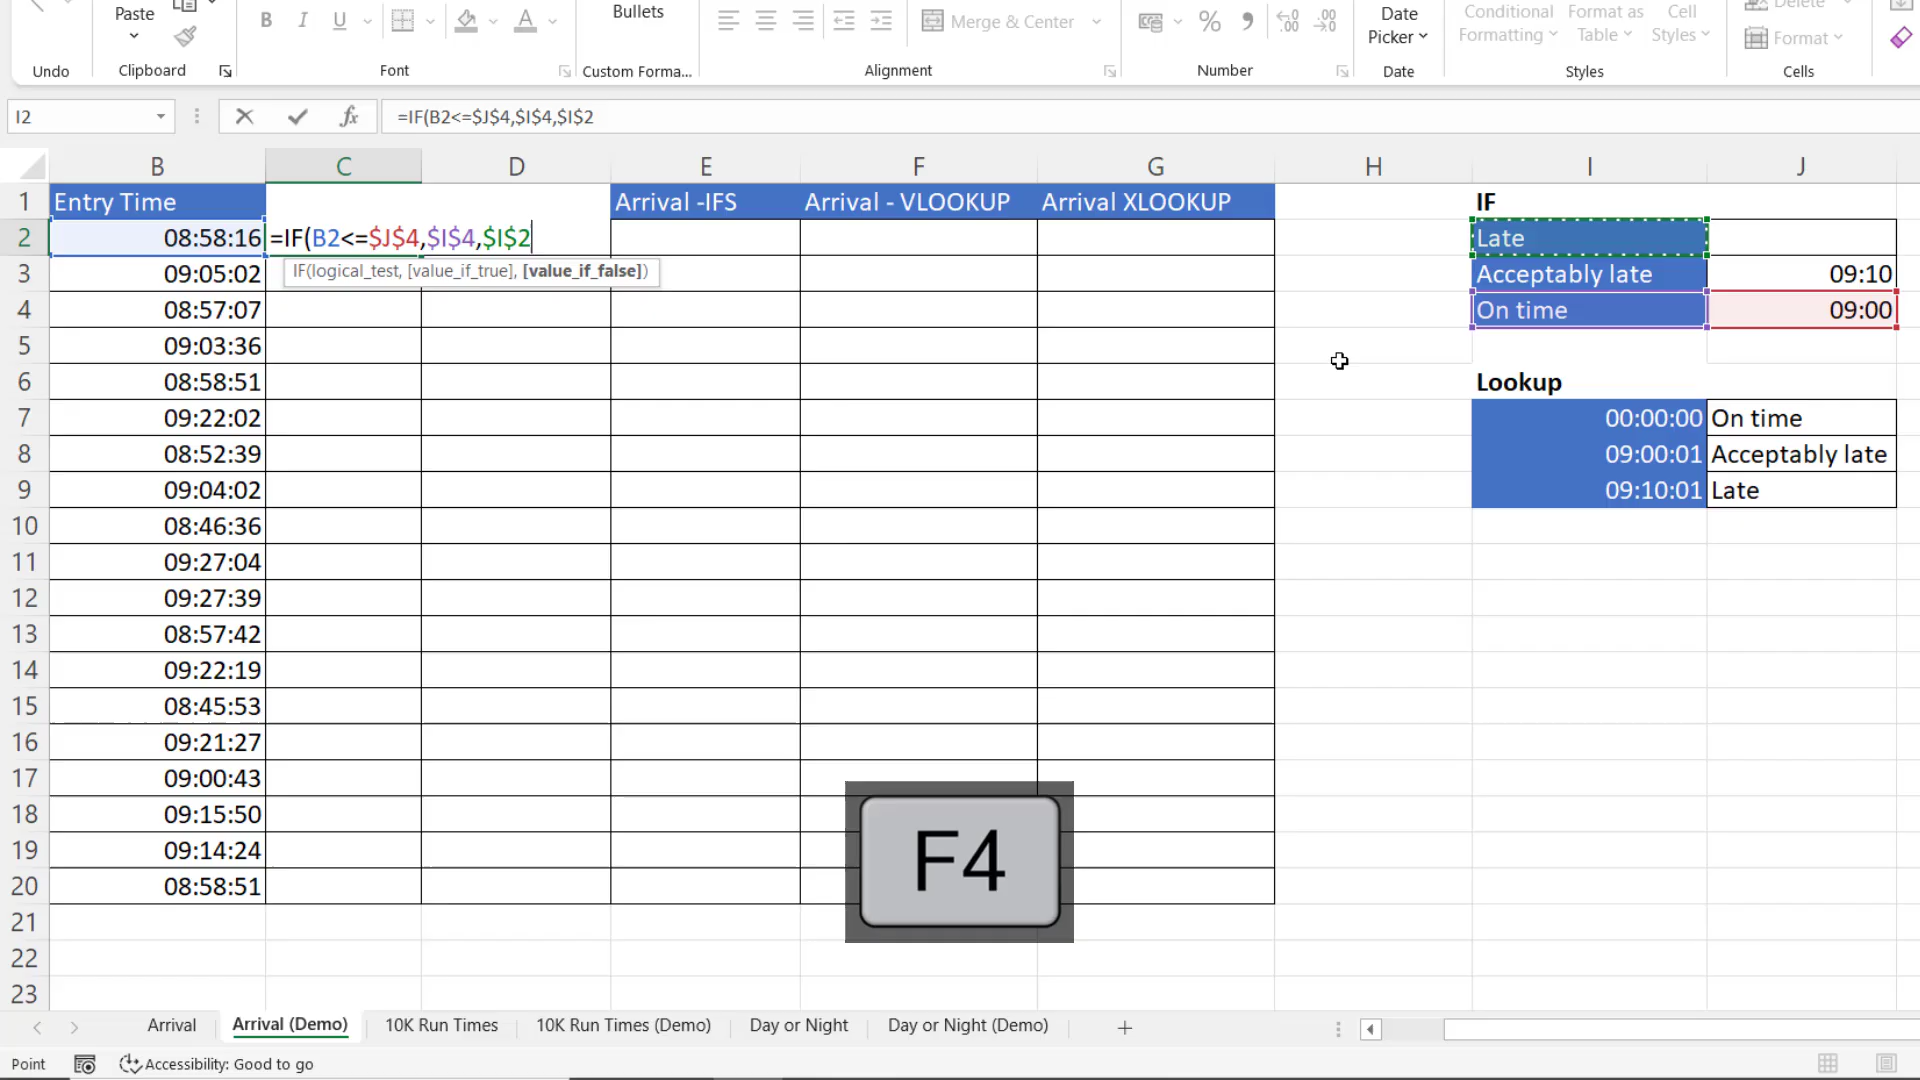 Paste
Undo
Clipboard
B I U A
Font
Bullets
Custom Forma...
Merge & Center
Alignment
%
Number
Date
Picker
Date
Conditional
Formatting
Format as
Table
Cell
Styles
Styles
Delete
Format
Cells
I2
fx
=IF(B2<=$J$4,$I$4,$I$2
B C D E F G H I J
1 Entry Time Arrival -IFS Arrival - VLOOKUP Arrival XLOOKUP IF
2 08:58:16 =IF(B2<=$J$4,$I$4,$I$2 Late
IF(logical_test, [value_if_true], [value_if_false])
3 09:05:02 Acceptably late 09:10
4 08:57:07 On time 09:00
5 09:03:36
6 08:58:51 Lookup
7 09:22:02 00:00:00 On time
8 08:52:39 09:00:01 Acceptably late
9 09:04:02 09:10:01 Late
10 08:46:36
11 09:27:04
12 09:27:39
13 08:57:42
14 09:22:19
15 08:45:53
16 09:21:27
17 09:00:43
18 09:15:50
19 09:14:24
20 08:58:51
21
22
23
F4
Arrival Arrival (Demo) 10K Run Times 10K Run Times (Demo) Day or Night Day or Night (Demo)
Point Accessibility: Good to go